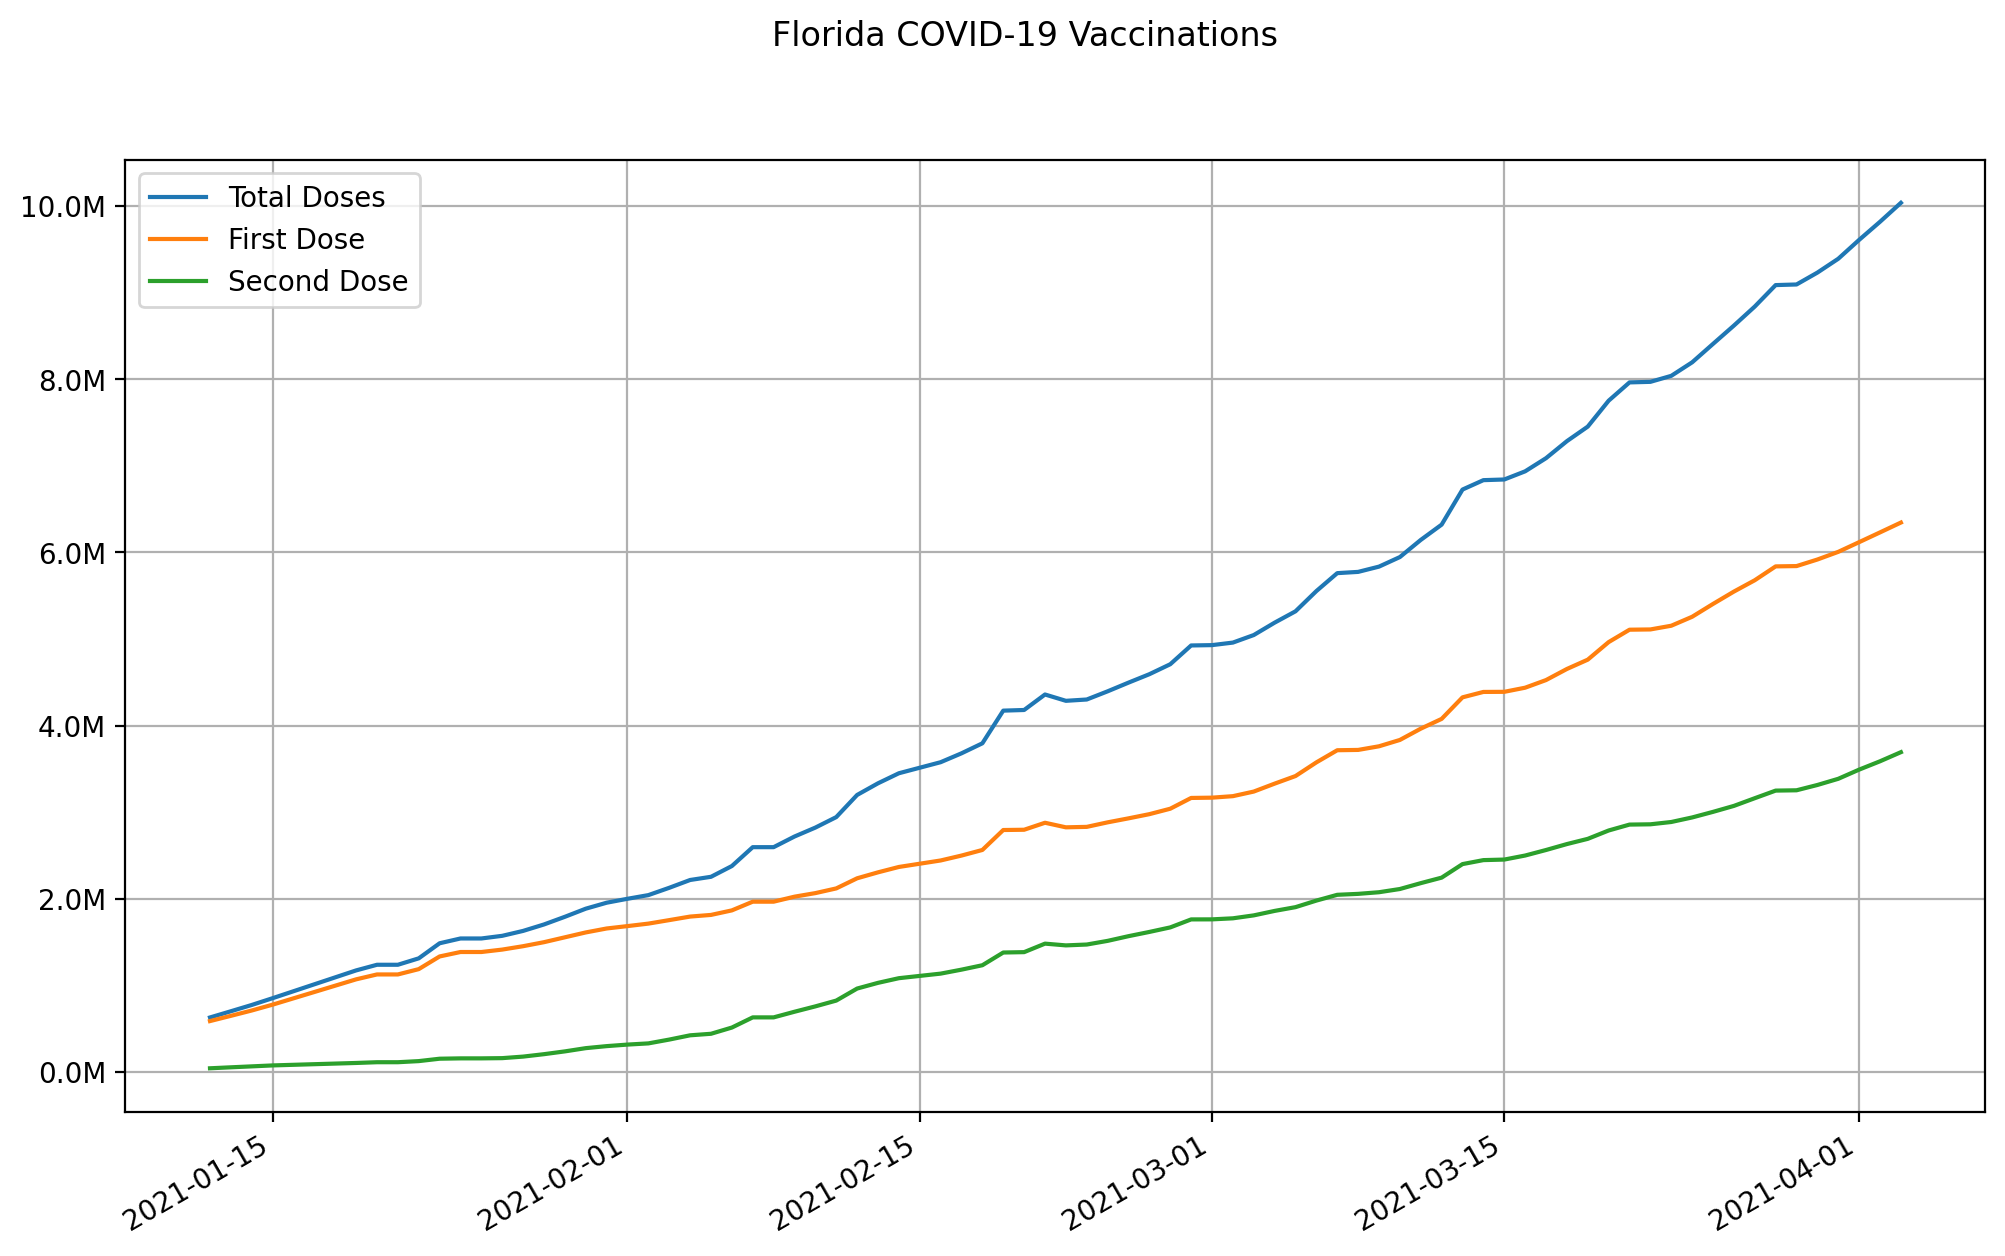 Florida COVID-19 Vaccinations
Total Doses
First Dose
Second Dose
10.0M
8.0M
6.0M
4.0M
2.0M
0.0M
2021-01-15
2021-02-01
2021-02-15
2021-03-01
2021-03-15
2021-04-01